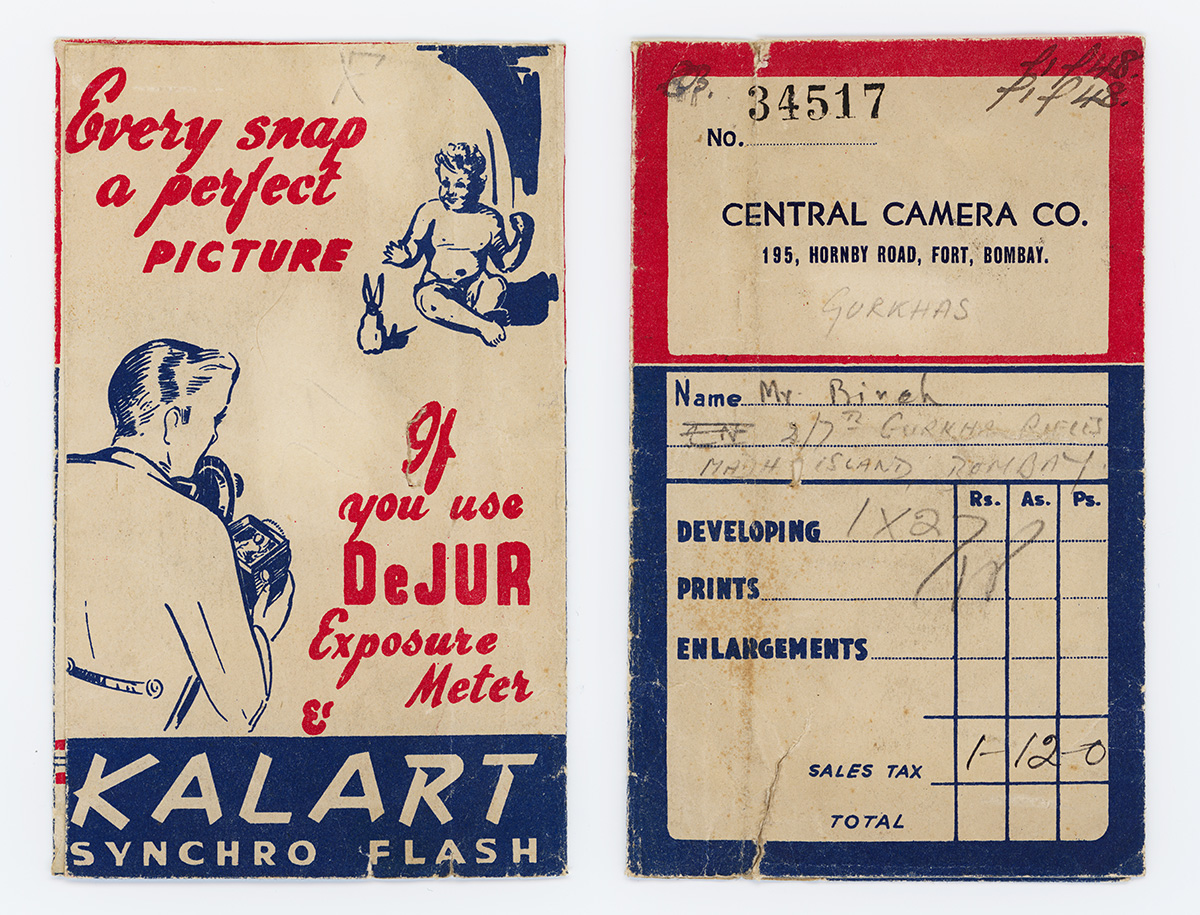 Every snap
a perfect
PICTURE
If
you use
DeJUR
Exposure
Meter
&
KALART
SYNCHRO FLASH
34517
No.
CENTRAL CAMERA CO.
195, HORNBY ROAD, FORT, BOMBAY.
GURKHAS
Name Mr. Birch
2/7th GURKHA RIFLES
MADH ISLAND BOMBAY.
Rs. As. Ps.
DEVELOPING 1X2
PRINTS
ENLARGEMENTS
1-12-0
SALES TAX
TOTAL